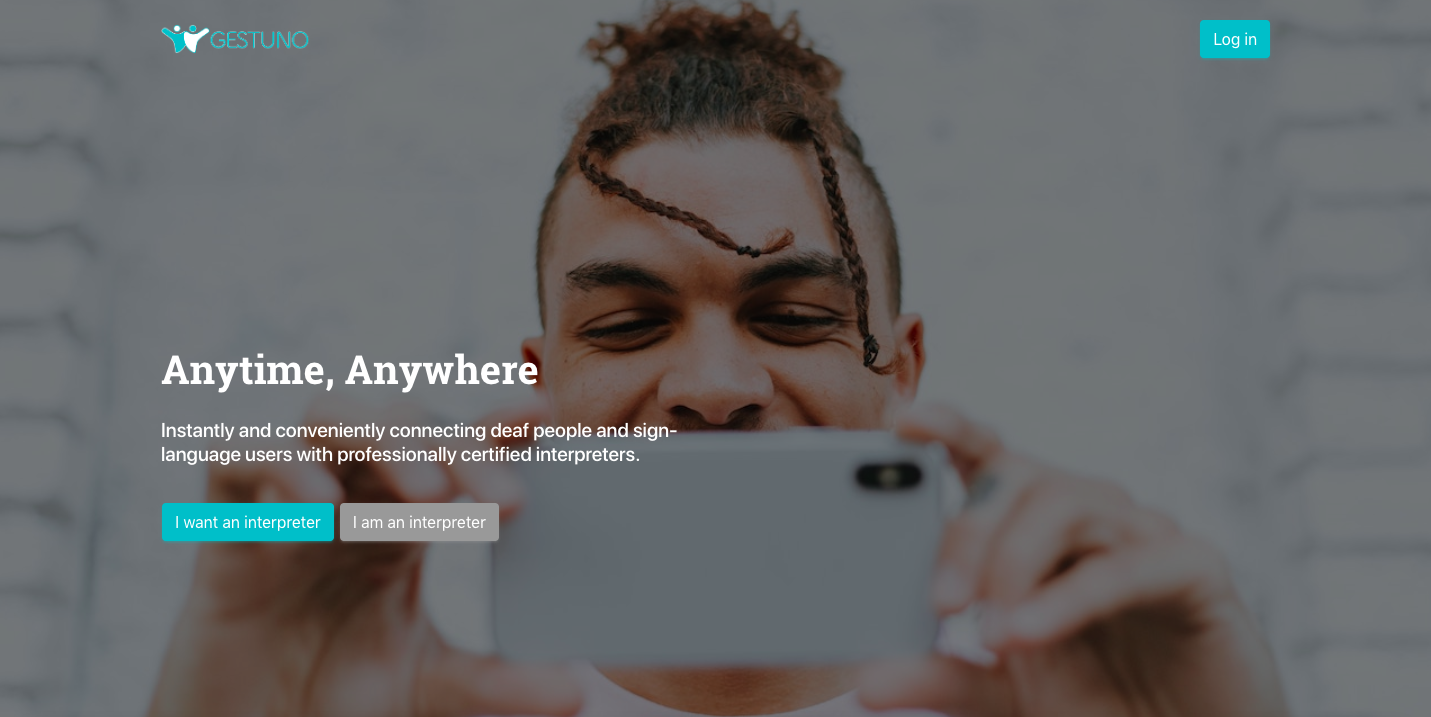 GESTUNO
Log in
Anytime, Anywhere
Instantly and conveniently connecting deaf people and sign-
language users with professionally certified interpreters.
I want an interpreter
I am an interpreter